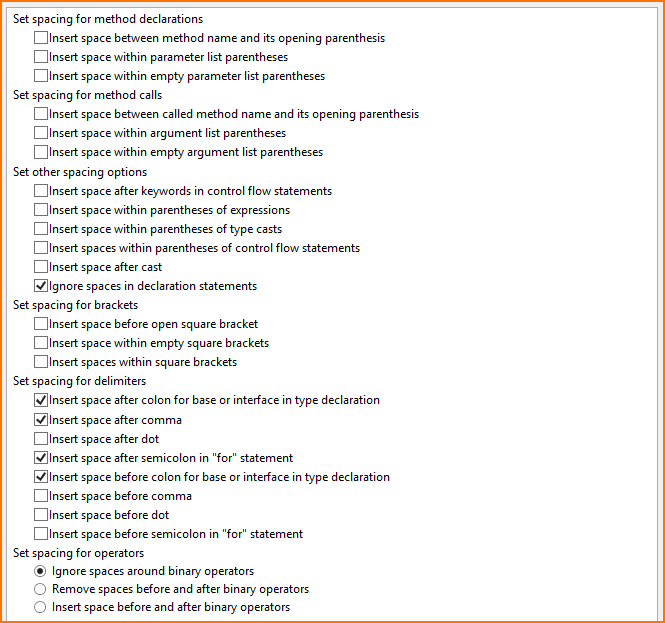 Set spacing for method declarations
Insert space between method name and its opening parenthesis
Insert space within parameter list parentheses
Insert space within empty parameter list parentheses
Set spacing for method calls
Insert space between called method name and its opening parenthesis
Insert space within argument list parentheses
Insert space within empty argument list parentheses
Set other spacing options
Insert space after keywords in control flow statements
Insert space within parentheses of expressions
Insert space within parentheses of type casts
Insert spaces within parentheses of control flow statements
Insert space after cast
Ignore spaces in declaration statements
Set spacing for brackets
Insert space before open square bracket
Insert space within empty square brackets
Insert spaces within square brackets
Set spacing for delimiters
Insert space after colon for base or interface in type declaration
Insert space after comma
Insert space after dot
Insert space after semicolon in "for" statement
Insert space before colon for base or interface in type declaration
Insert space before comma
Insert space before dot
Insert space before semicolon in "for" statement
Set spacing for operators
Ignore spaces around binary operators
Remove spaces before and after binary operators
Insert space before and after binary operators